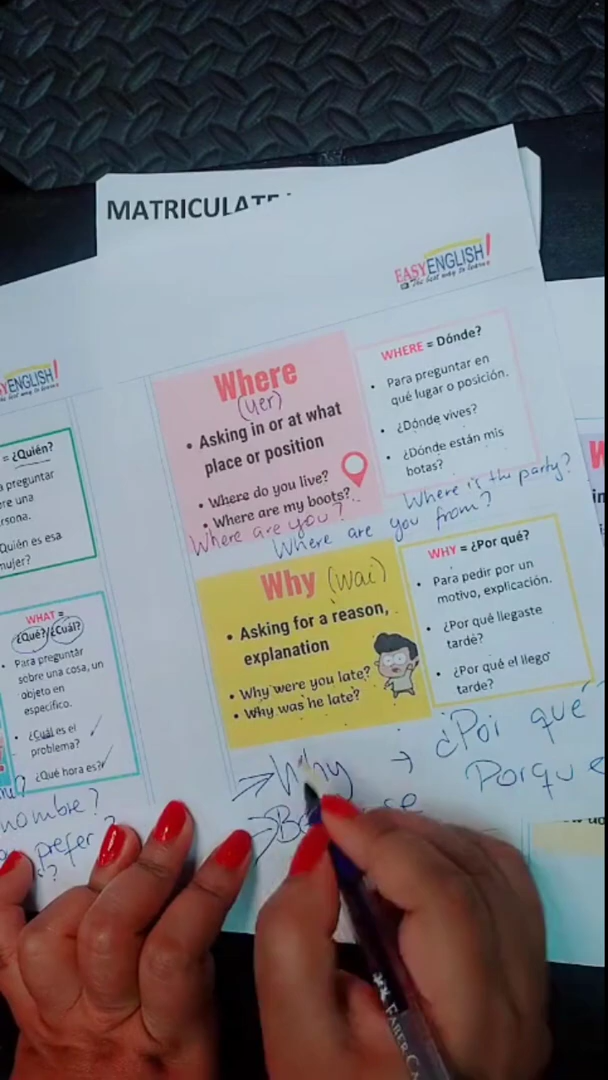 MATRICULATE
EASYENGLISH!
The best way to learn
YENGLISH!
= ¿Quién?
preguntar
una
¿Quién es esa
mujer?
WHAT =
¿Qué?/¿Cuál?
Para preguntar
sobre una cosa, un
objeto en
específico.
¿Cuál es el
problema?
¿Qué hora es?
nombre?
prefer?
Where
(uer)
• Asking in or at what
place or position
• Where do you live?
• Where are my boots?
Where are you?
Where are you from?
WHERE = Dónde?
• Para preguntar en
qué lugar o posición.
• ¿Dónde vives?
• ¿Dónde están mis
botas?
Where is the party?
Why (wai)
• Asking for a reason,
explanation
• Why were you late?
• Why was he late?
WHY = ¿Por qué?
• Para pedir por un
motivo, explicación.
• ¿Por qué llegaste
tarde?
• ¿Por qué el llego
tarde?
→ Why → ¿Por qué
Porque
FABER CA